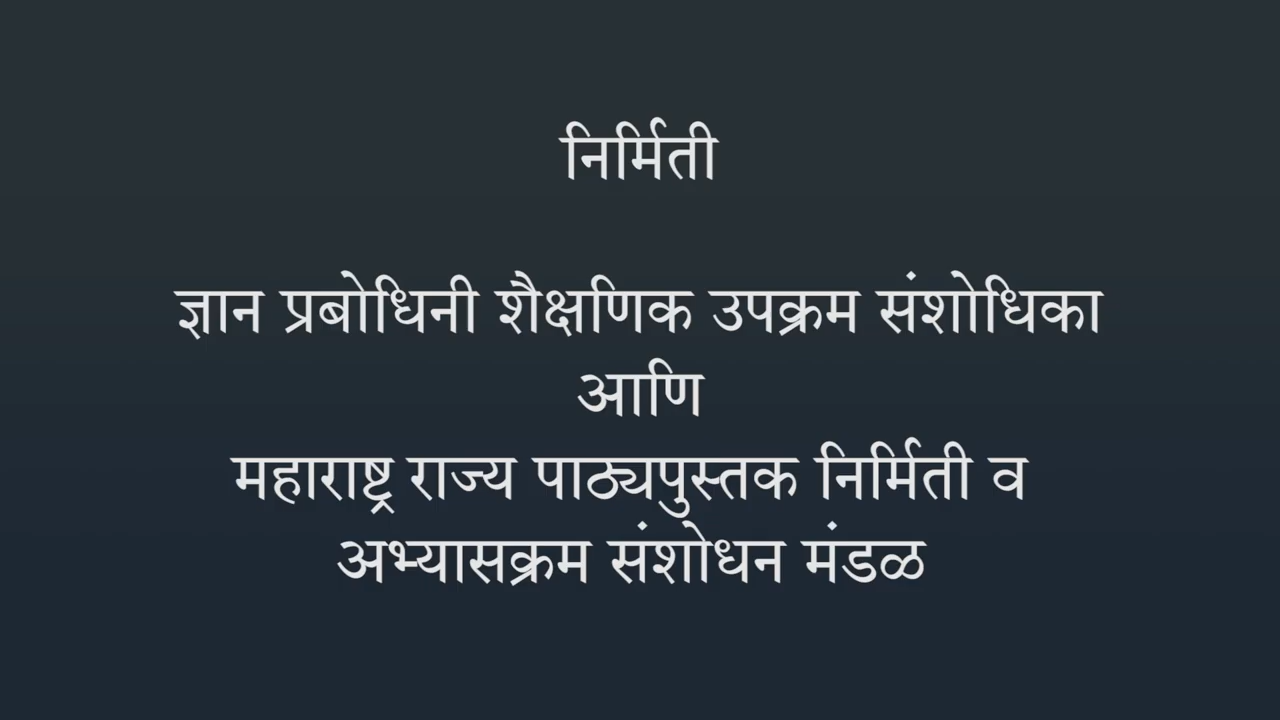 निर्मिती
ज्ञान प्रबोधिनी शैक्षणिक उपक्रम संशोधिका
आणि
महाराष्ट्र राज्य पाठ्यपुस्तक निर्मिती व
अभ्यासक्रम संशोधन मंडळ